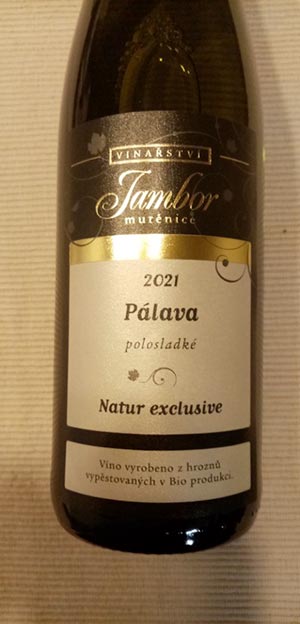 VINAŘSTVÍ
Jambor
mutěnice
2021
Pálava
polosladké
Natur exclusive
Víno vyrobeno z hroznů
vypěstovaných v Bio produkci.